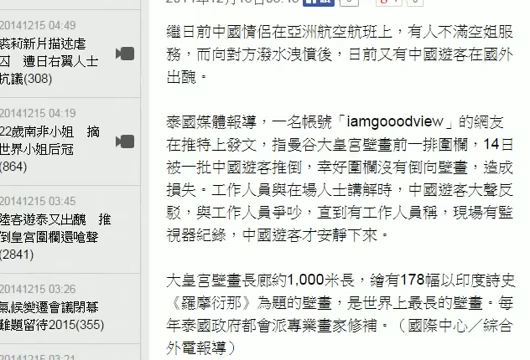 20141215 04:49
裘莉新片描述虐
囚　遭日右翼人士
抗議(308)
20141215 04:19
22歲南非小姐　摘
世界小姐后冠
(864)
20141215 03:45
陸客遊泰又出醜　推
倒皇宮圍欄還嗆聲
(2841)
20141215 03:26
氣候變遷會議閉幕
難題留待2015(355)
繼日前中國情侶在亞洲航空航班上，有人不滿空姐服
務，而向對方潑水洩憤後，日前又有中國遊客在國外
出醜。
泰國媒體報導，一名帳號「iamgooodview」的網友
在推特上發文，指曼谷大皇宮壁畫前一排圍欄，14日
被一批中國遊客推倒，幸好圍欄沒有倒向壁畫，造成
損失。工作人員與在場人士講解時，中國遊客大聲反
駁，與工作人員爭吵，直到有工作人員稱，現場有監
視器紀錄，中國遊客才安靜下來。
大皇宮壁畫長廊約1,000米長，繪有178幅以印度詩史
《羅摩衍那》為題的壁畫，是世界上最長的壁畫。每
年泰國政府都會派專業畫家修補。（國際中心／綜合
外電報導）